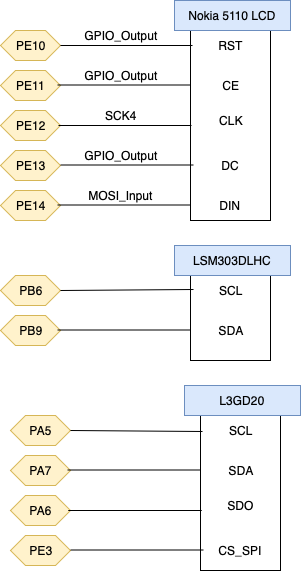 Nokia 5110 LCD
PE10 GPIO_Output RST
PE11 GPIO_Output CE
PE12 SCK4 CLK
PE13 GPIO_Output DC
PE14 MOSI_Input DIN
LSM303DLHC
PB6 SCL
PB9 SDA
L3GD20
PA5 SCL
PA7 SDA
PA6 SDO
PE3 CS_SPI